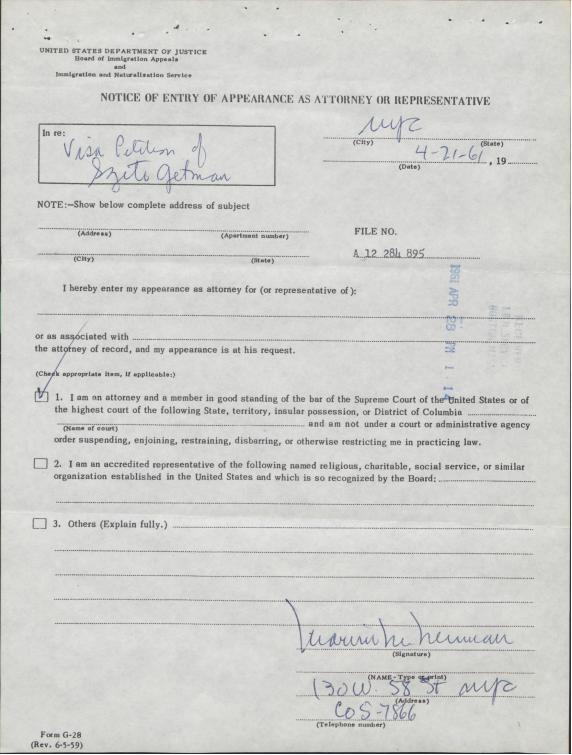 UNITED STATES DEPARTMENT OF JUSTICE
Board of Immigration Appeals
and
Immigration and Naturalization Service
NOTICE OF ENTRY OF APPEARANCE AS ATTORNEY OR REPRESENTATIVE
In re:
Visa Petition of
Szeto Getman
NYC
(City) (State)
4-21-61, 19
(Date)
NOTE:—Show below complete address of subject
(Address) (Apartment number)
FILE NO.
A 12 284 895
(City) (State)
1961 APR 28 PM 1 14
I hereby enter my appearance as attorney for (or representative of):
or as associated with
the attorney of record, and my appearance is at his request.
(Check appropriate item, if applicable:)
1. I am an attorney and a member in good standing of the bar of the Supreme Court of the United States or of
the highest court of the following State, territory, insular possession, or District of Columbia
and am not under a court or administrative agency
(Name of court)
order suspending, enjoining, restraining, disbarring, or otherwise restricting me in practicing law.
2. I am an accredited representative of the following named religious, charitable, social service, or similar
organization established in the United States and which is so recognized by the Board:
3. Others (Explain fully.)
(Signature)
(NAME - Type or print)
130 W. 58 St NYC
(Address)
CO 5-7866
(Telephone number)
Form G-28
(Rev. 6-5-59)